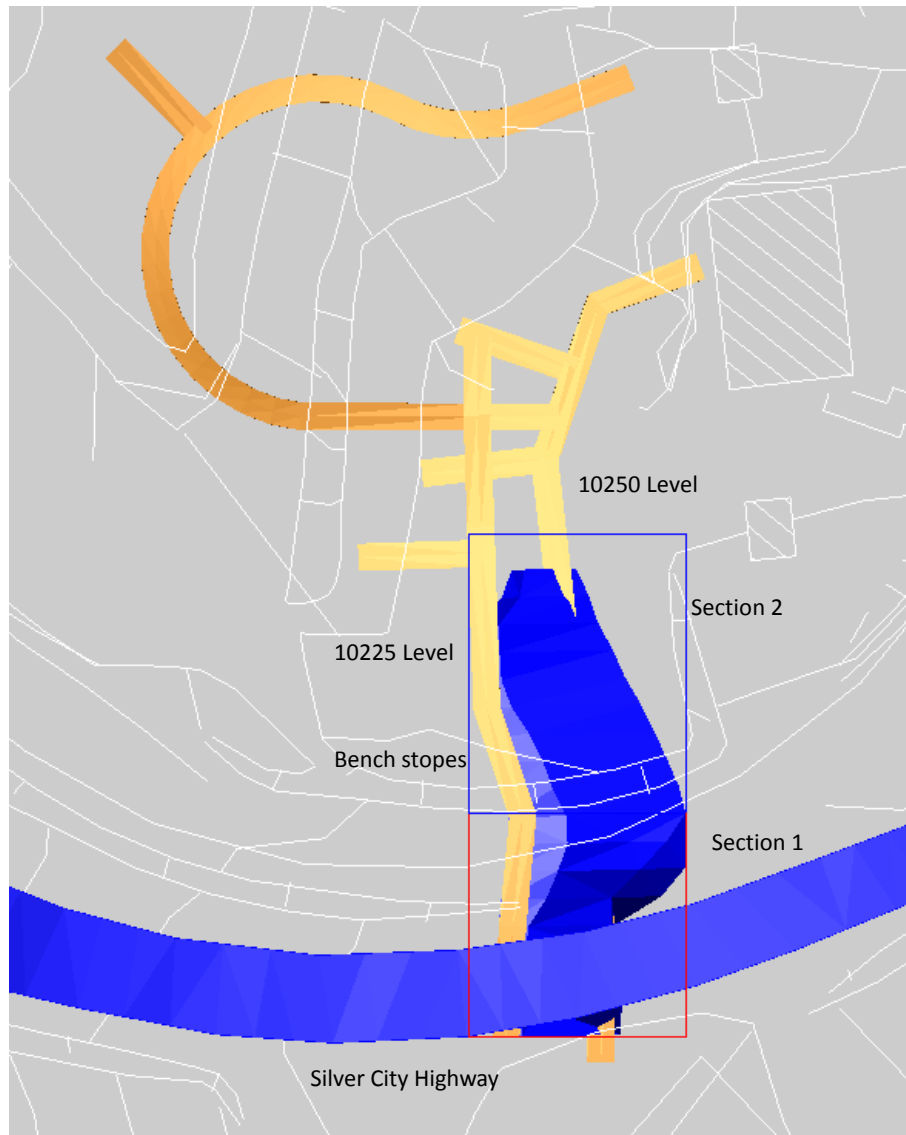 10250 Level
Section 2
10225 Level
Bench stopes
Section 1
Silver City Highway